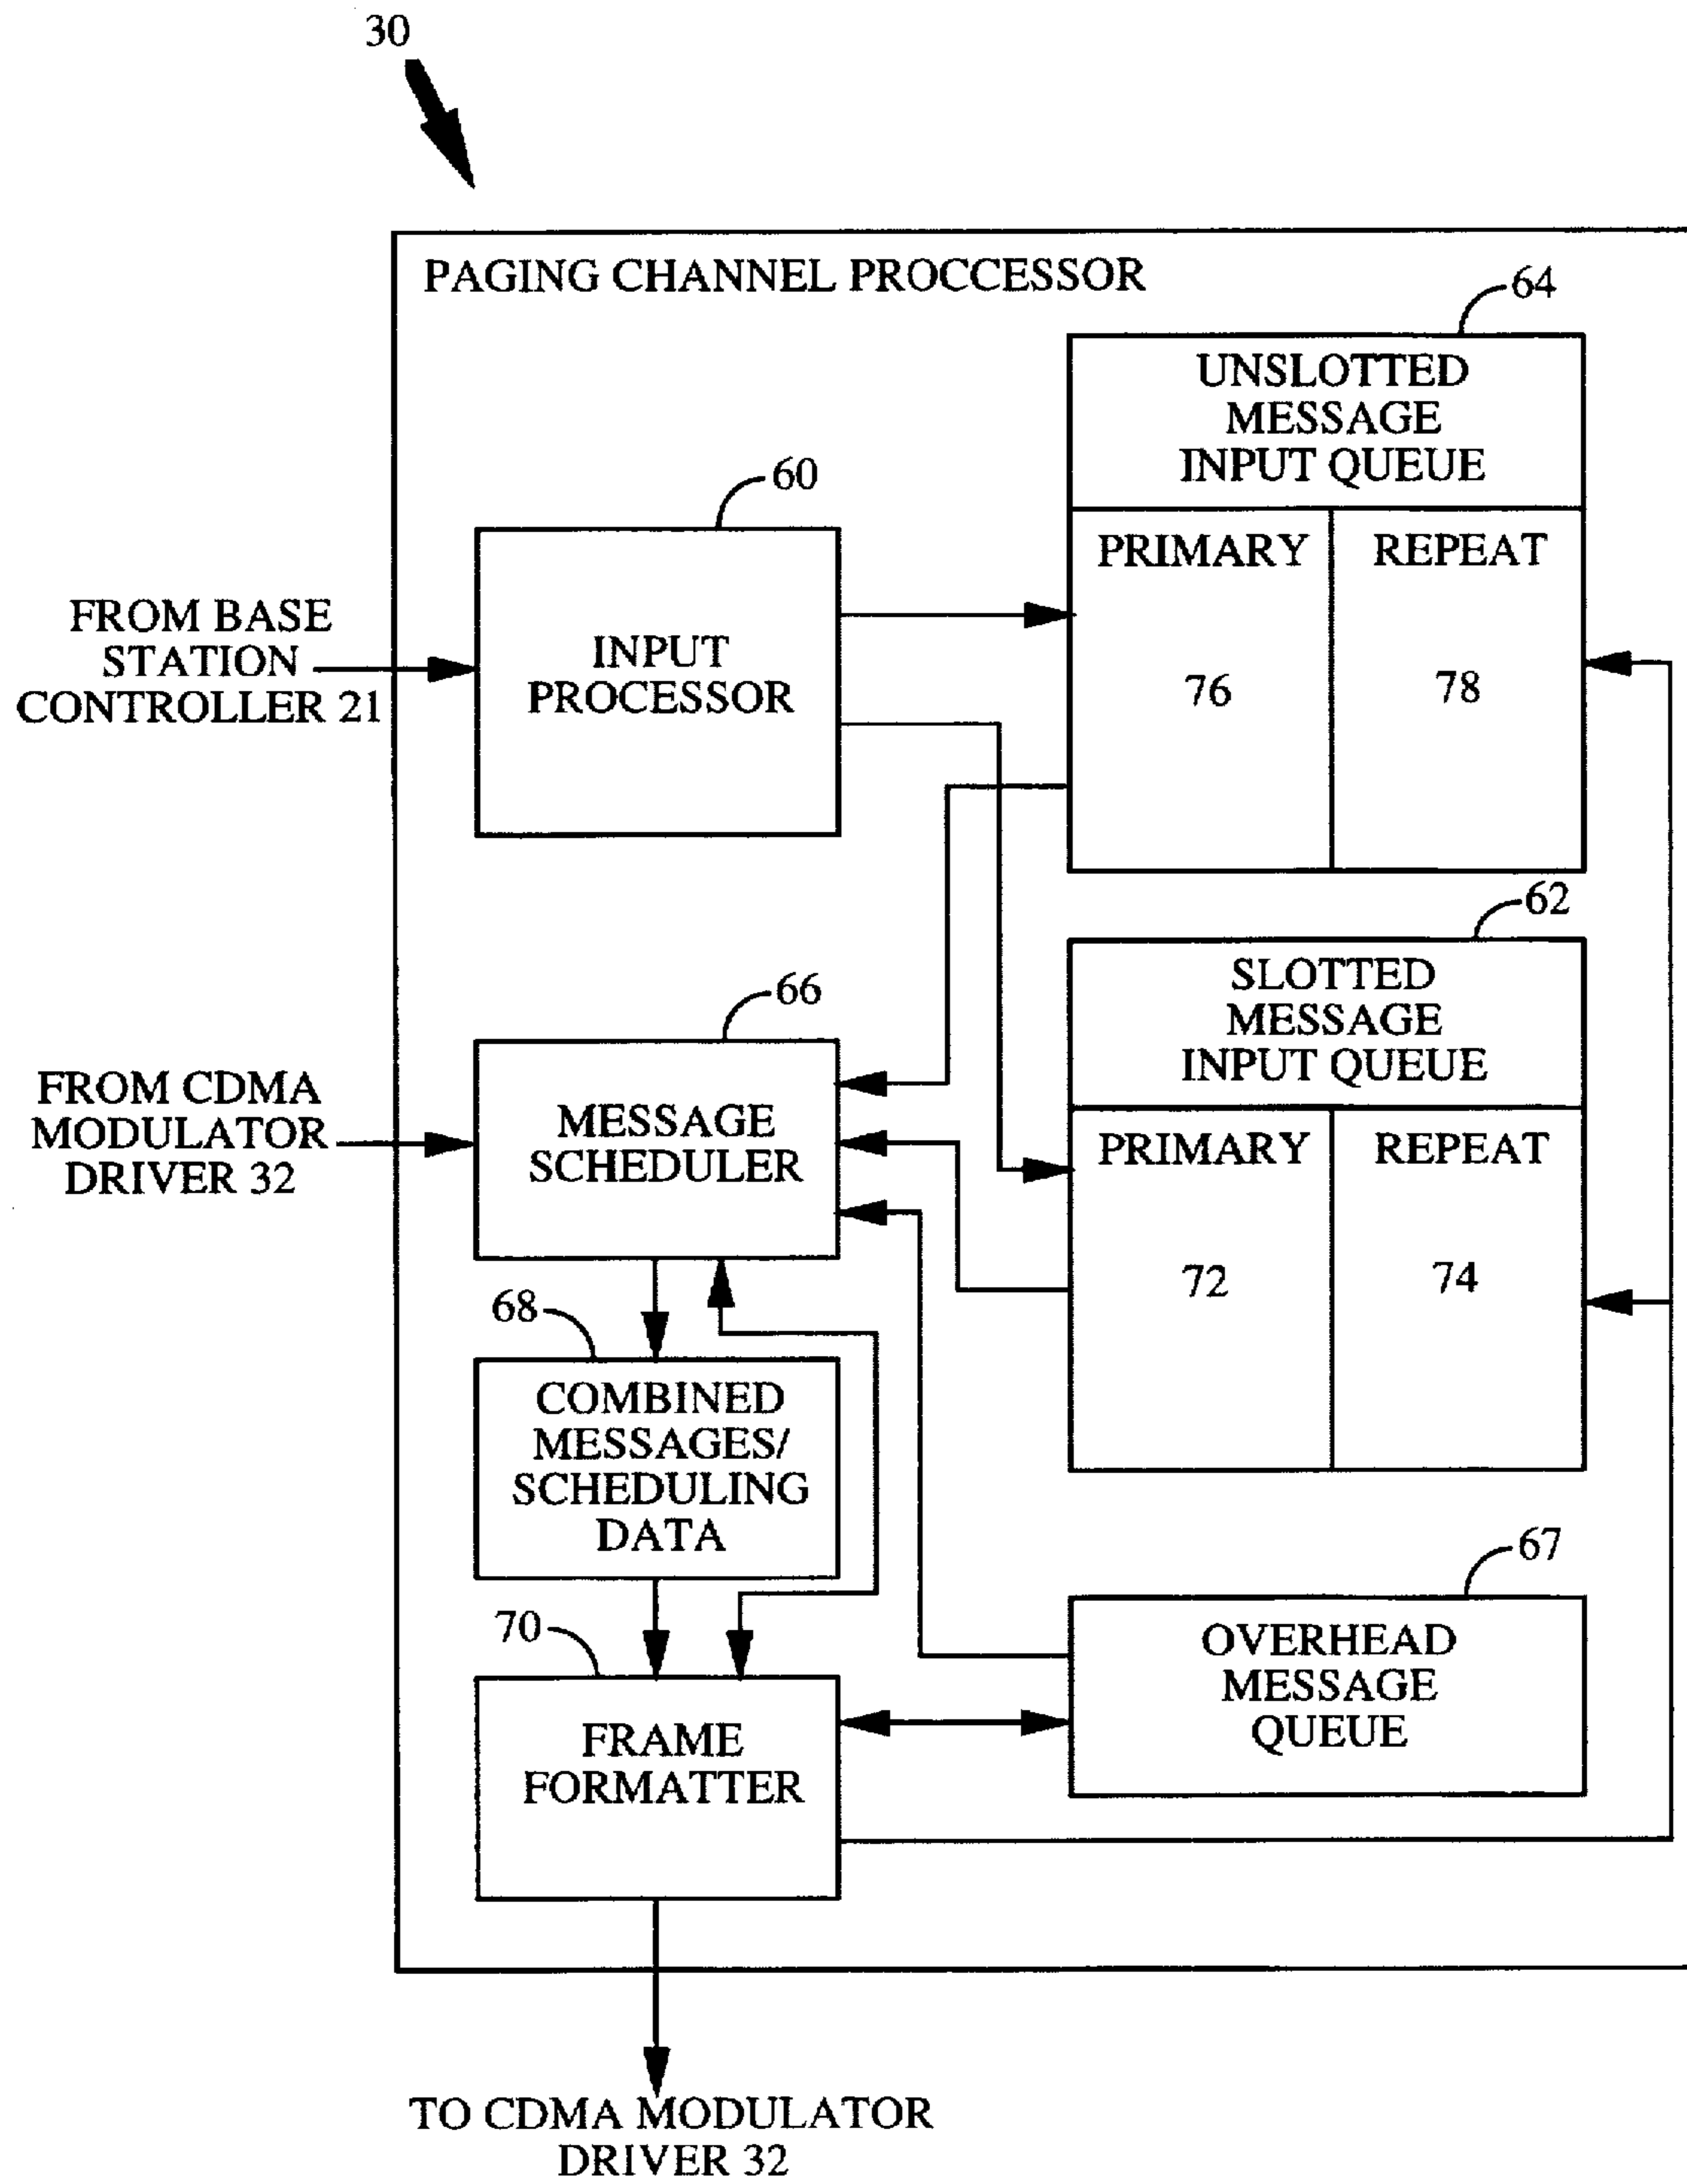 30
PAGING CHANNEL PROCCESSOR
64
UNSLOTTED
MESSAGE
INPUT QUEUE
PRIMARY
REPEAT
76
78
60
INPUT
PROCESSOR
FROM BASE
STATION
CONTROLLER 21
62
SLOTTED
MESSAGE
INPUT QUEUE
PRIMARY
REPEAT
72
74
66
MESSAGE
SCHEDULER
FROM CDMA
MODULATOR
DRIVER 32
68
COMBINED
MESSAGES/
SCHEDULING
DATA
67
OVERHEAD
MESSAGE
QUEUE
70
FRAME
FORMATTER
TO CDMA MODULATOR
DRIVER 32